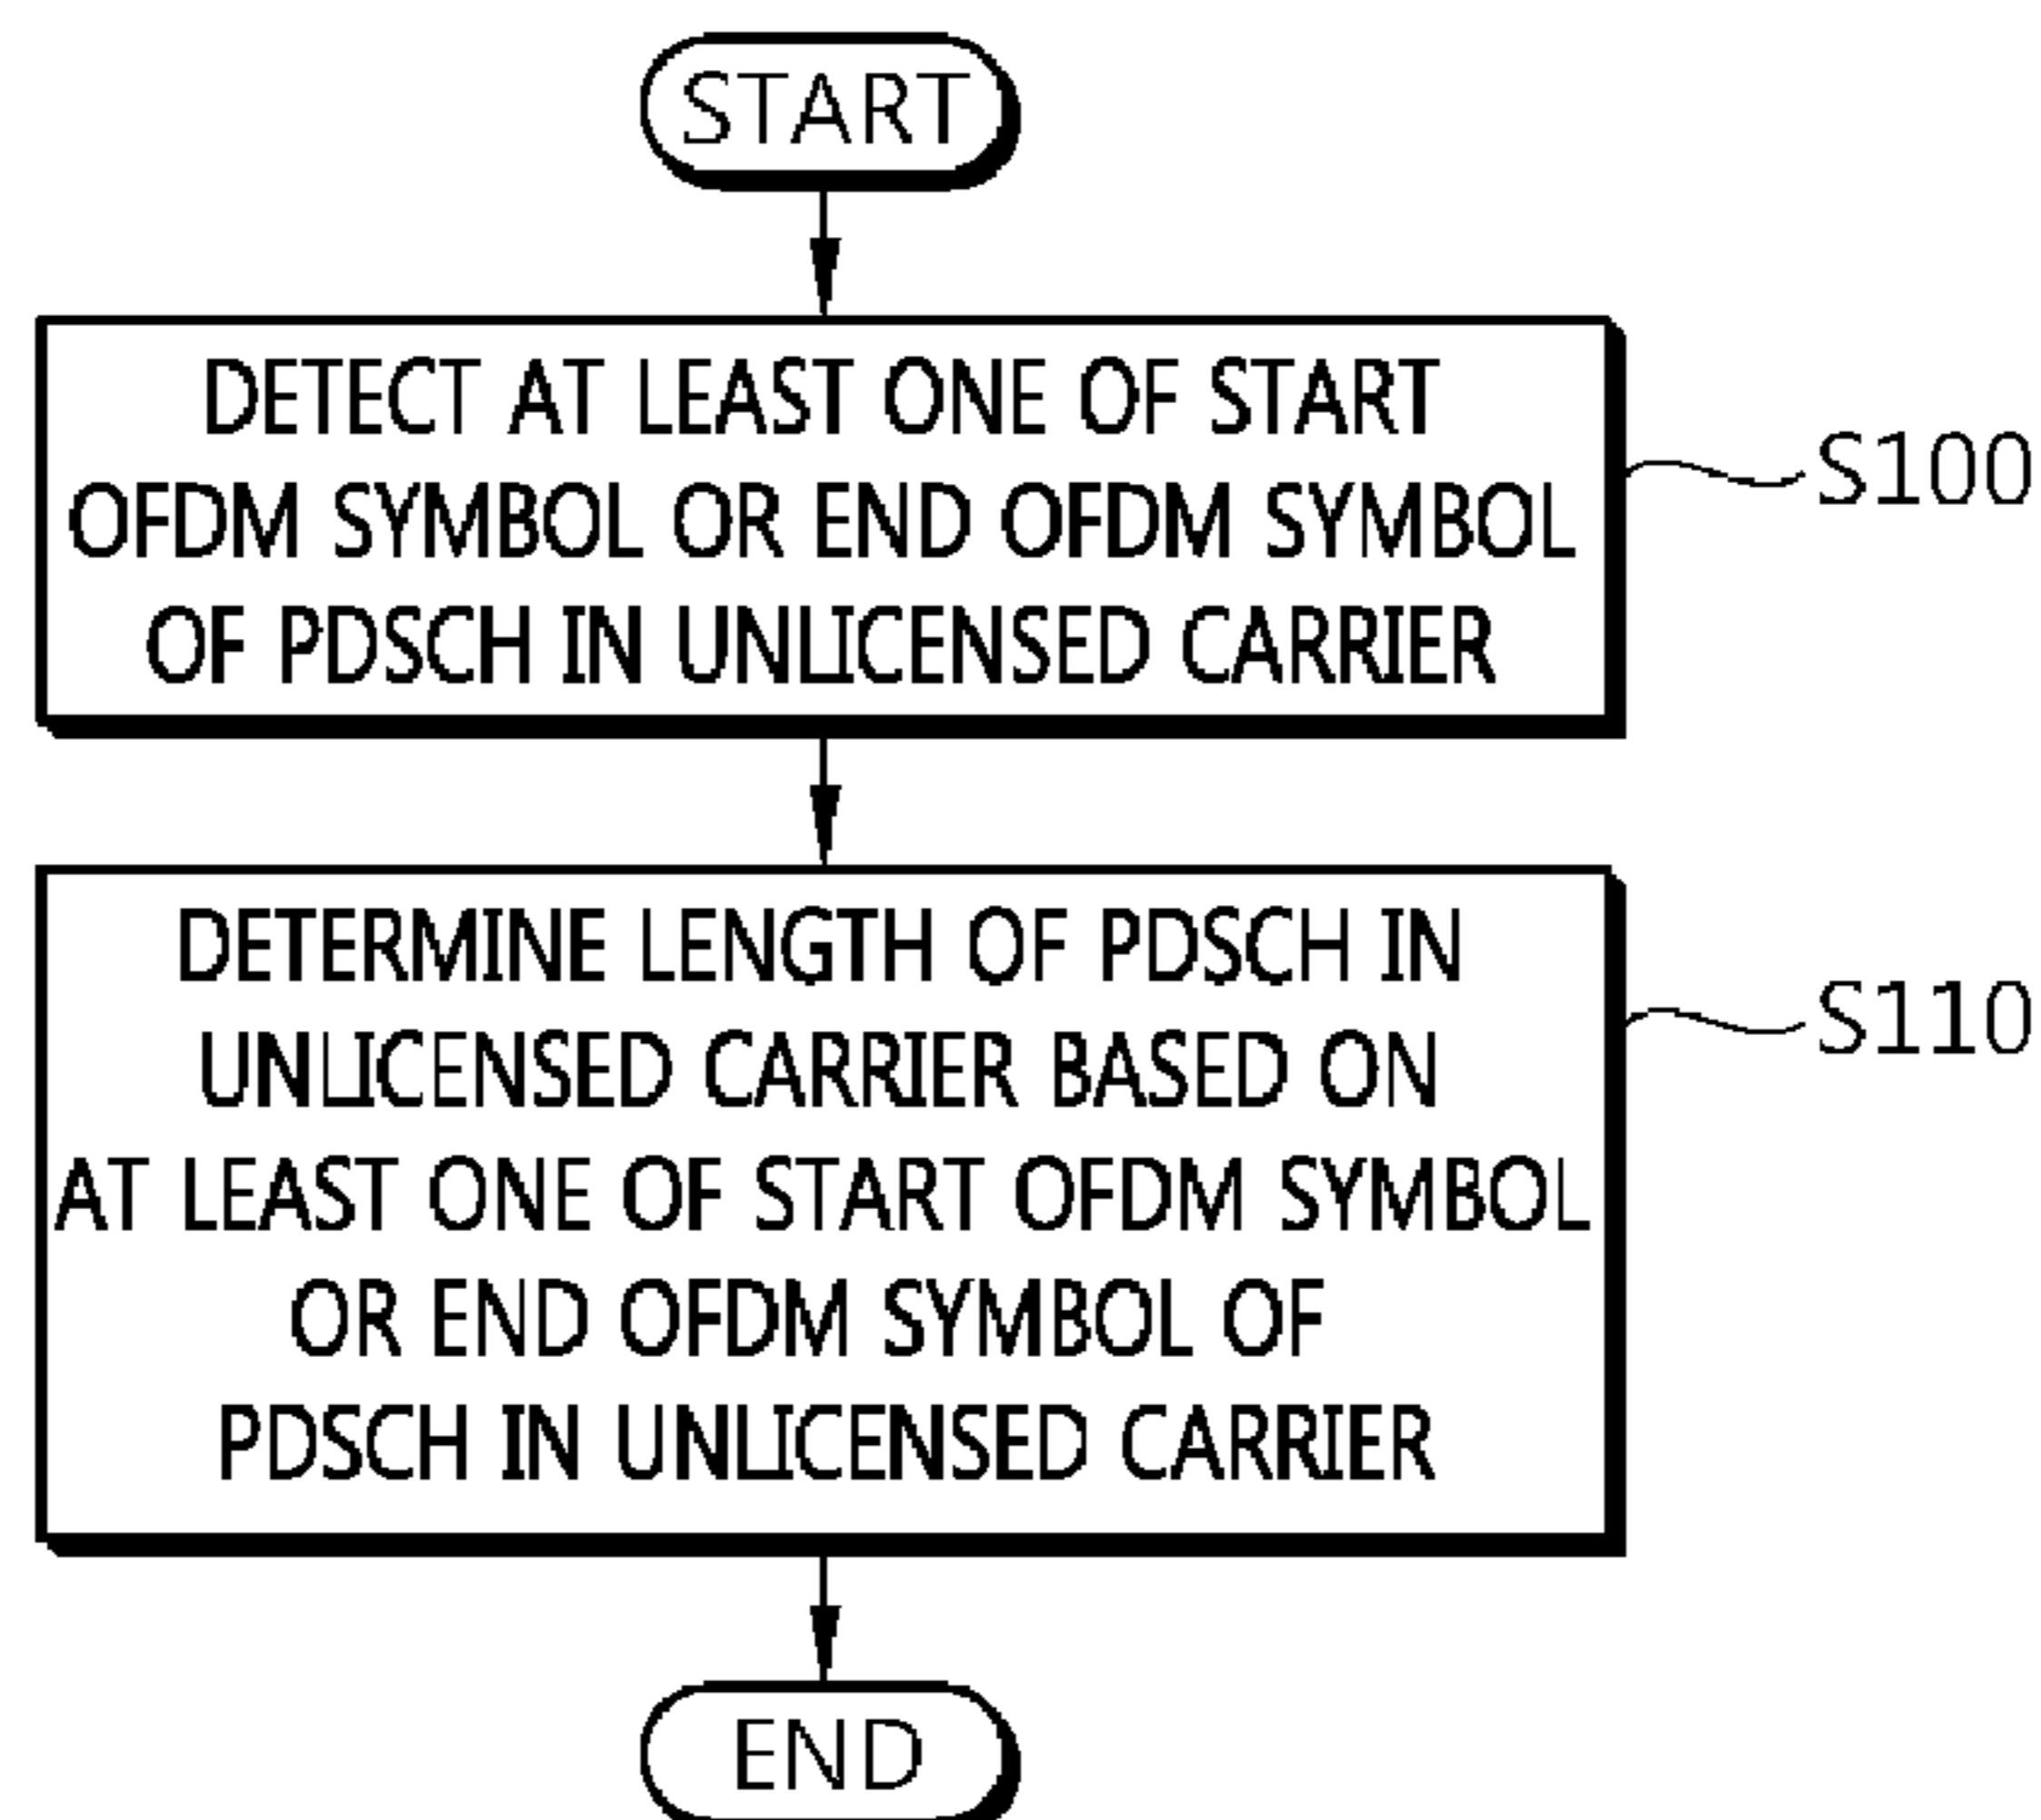 START
DETECT AT LEAST ONE OF START
OFDM SYMBOL OR END OFDM SYMBOL
OF PDSCH IN UNLICENSED CARRIER
S100
DETERMINE LENGTH OF PDSCH IN
UNLICENSED CARRIER BASED ON
AT LEAST ONE OF START OFDM SYMBOL
OR END OFDM SYMBOL OF
PDSCH IN UNLICENSED CARRIER
S110
END